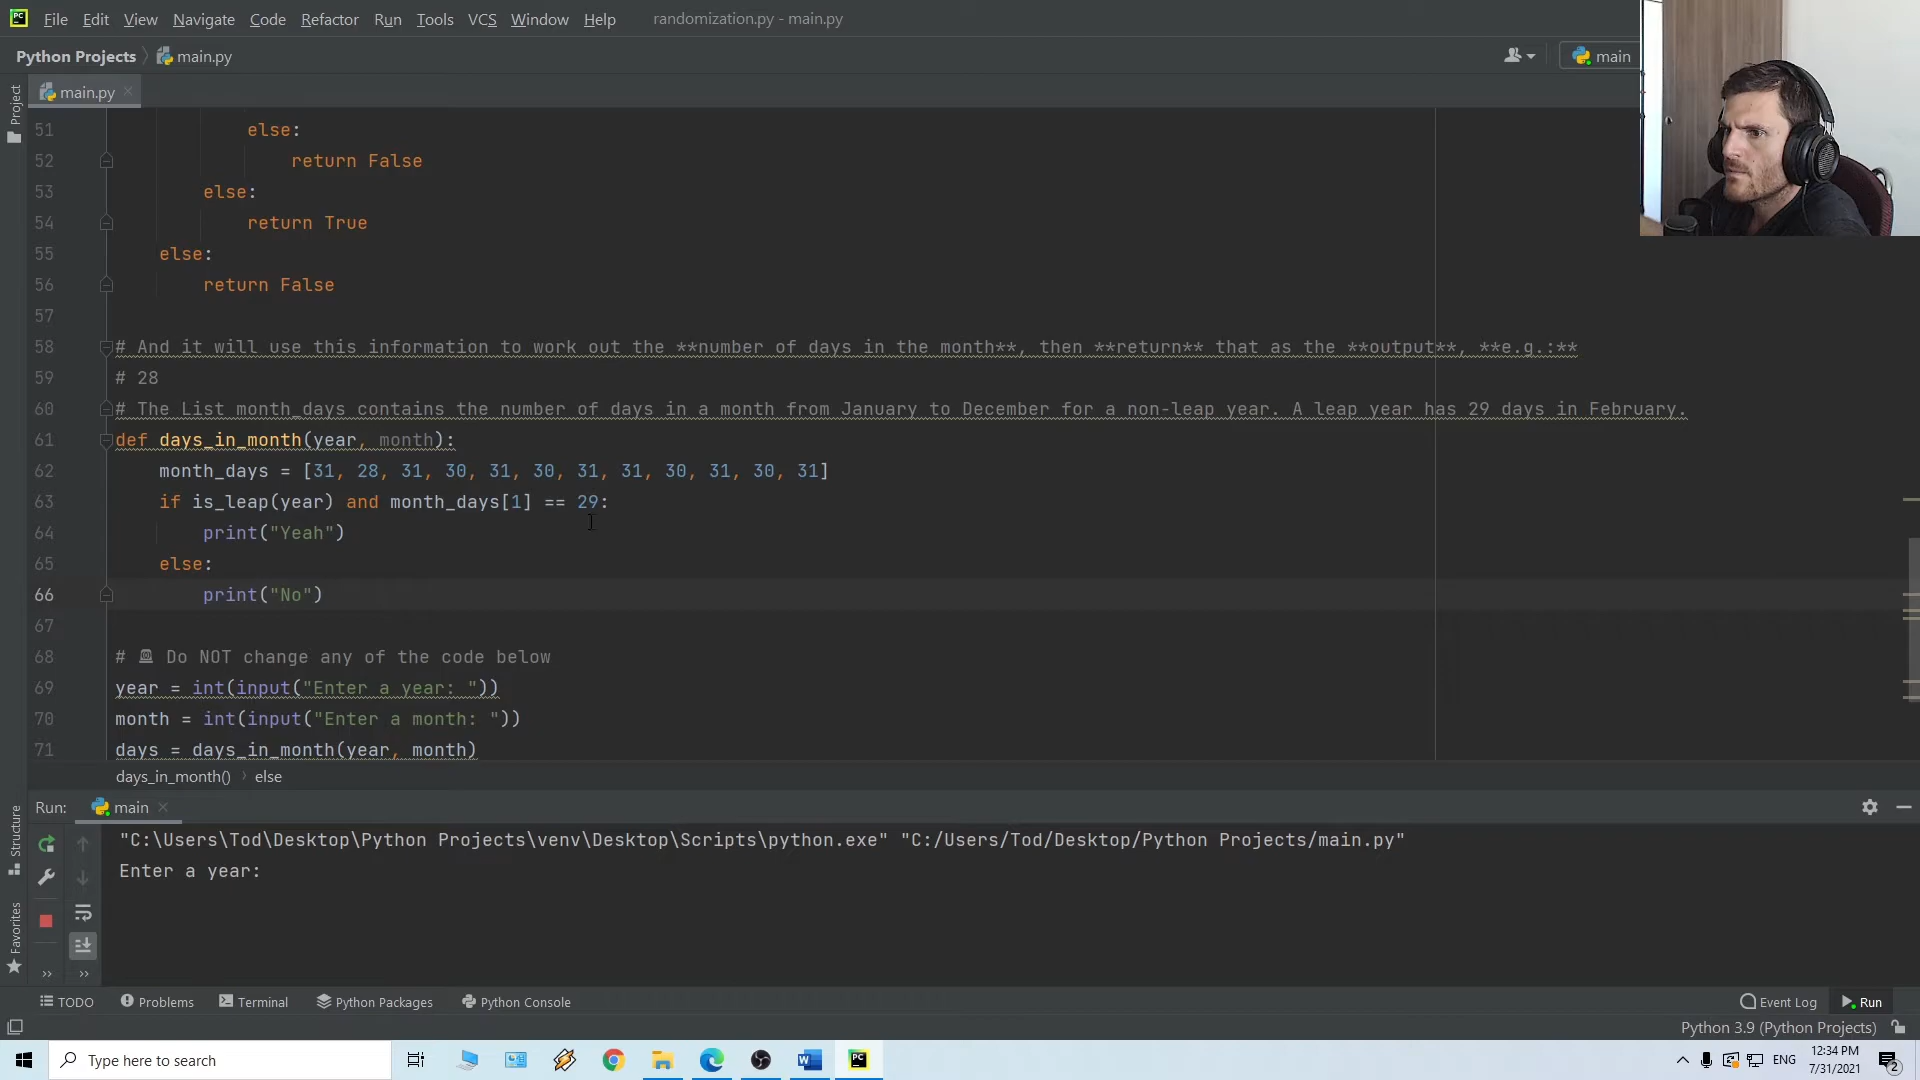 PC File Edit View Navigate Code Refactor Run Tools VCS Window Help randomization.py - main.py
Python Projects main.py main
Project main.py
51 else:
52 return False
53 else:
54 return True
55 else:
56 return False
57
58 # And it will use this information to work out the **number of days in the month**, then **return** that as the **output**, **e.g.:**
59 # 28
60 # The List month_days contains the number of days in a month from January to December for a non-leap year. A leap year has 29 days in February.
61 def days_in_month(year, month):
62 month_days = [31, 28, 31, 30, 31, 30, 31, 31, 30, 31, 30, 31]
63 if is_leap(year) and month_days[1] == 29:
64 print("Yeah")
65 else:
66 print("No")
67
68 # 🚨 Do NOT change any of the code below
69 year = int(input("Enter a year: "))
70 month = int(input("Enter a month: "))
71 days = days_in_month(year, month)
days_in_month() › else
Run: main
Structure
Favorites
"C:\Users\Tod\Desktop\Python Projects\venv\Desktop\Scripts\python.exe" "C:/Users/Tod/Desktop/Python Projects/main.py"
Enter a year:
TODO Problems Terminal Python Packages Python Console Event Log Run
Python 3.9 (Python Projects)
Type here to search PC ENG 12:34 PM 2
7/31/2021